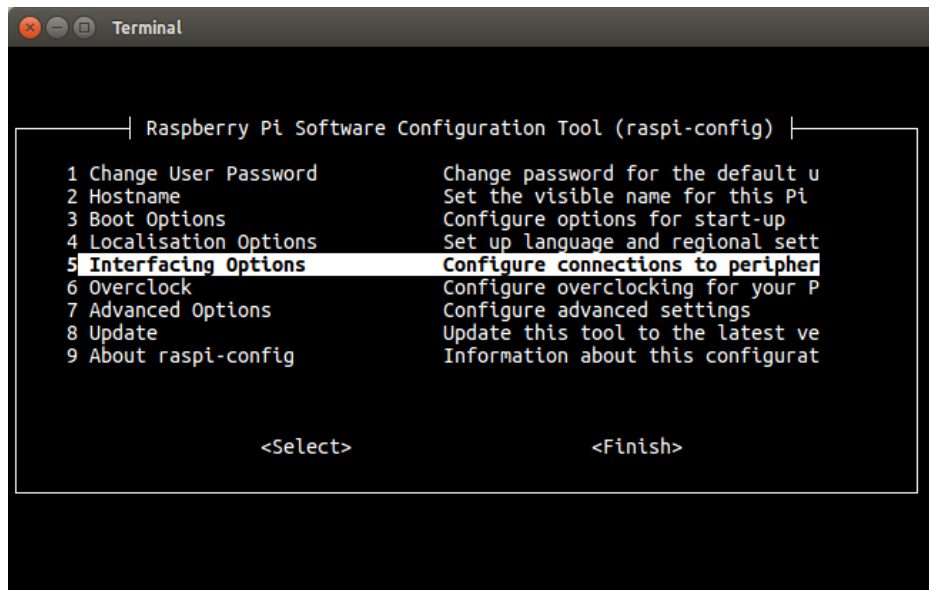 Terminal
Raspberry Pi Software Configuration Tool (raspi-config)
1 Change User Password Change password for the default u
2 Hostname Set the visible name for this Pi
3 Boot Options Configure options for start-up
4 Localisation Options Set up language and regional sett
5 Interfacing Options Configure connections to peripher
6 Overclock Configure overclocking for your P
7 Advanced Options Configure advanced settings
8 Update Update this tool to the latest ve
9 About raspi-config Information about this configurat
<Select> <Finish>